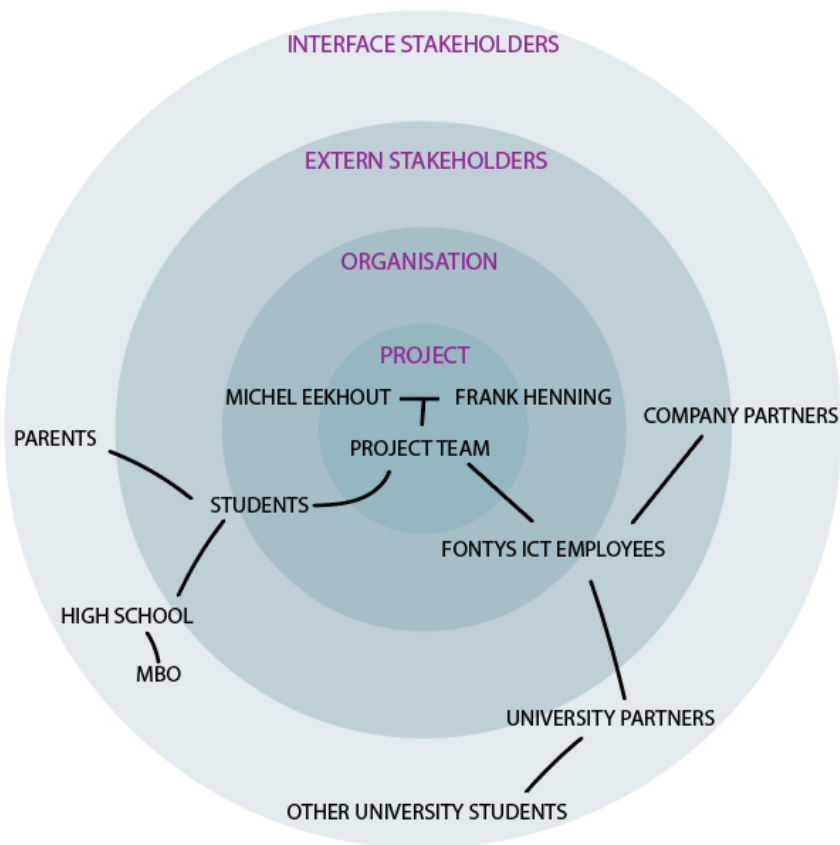 INTERFACE STAKEHOLDERS
EXTERN STAKEHOLDERS
ORGANISATION
PROJECT
MICHEL EEKHOUT
FRANK HENNING
COMPANY PARTNERS
PARENTS
PROJECT TEAM
STUDENTS
FONTYS ICT EMPLOYEES
HIGH SCHOOL
MBO
UNIVERSITY PARTNERS
OTHER UNIVERSITY STUDENTS